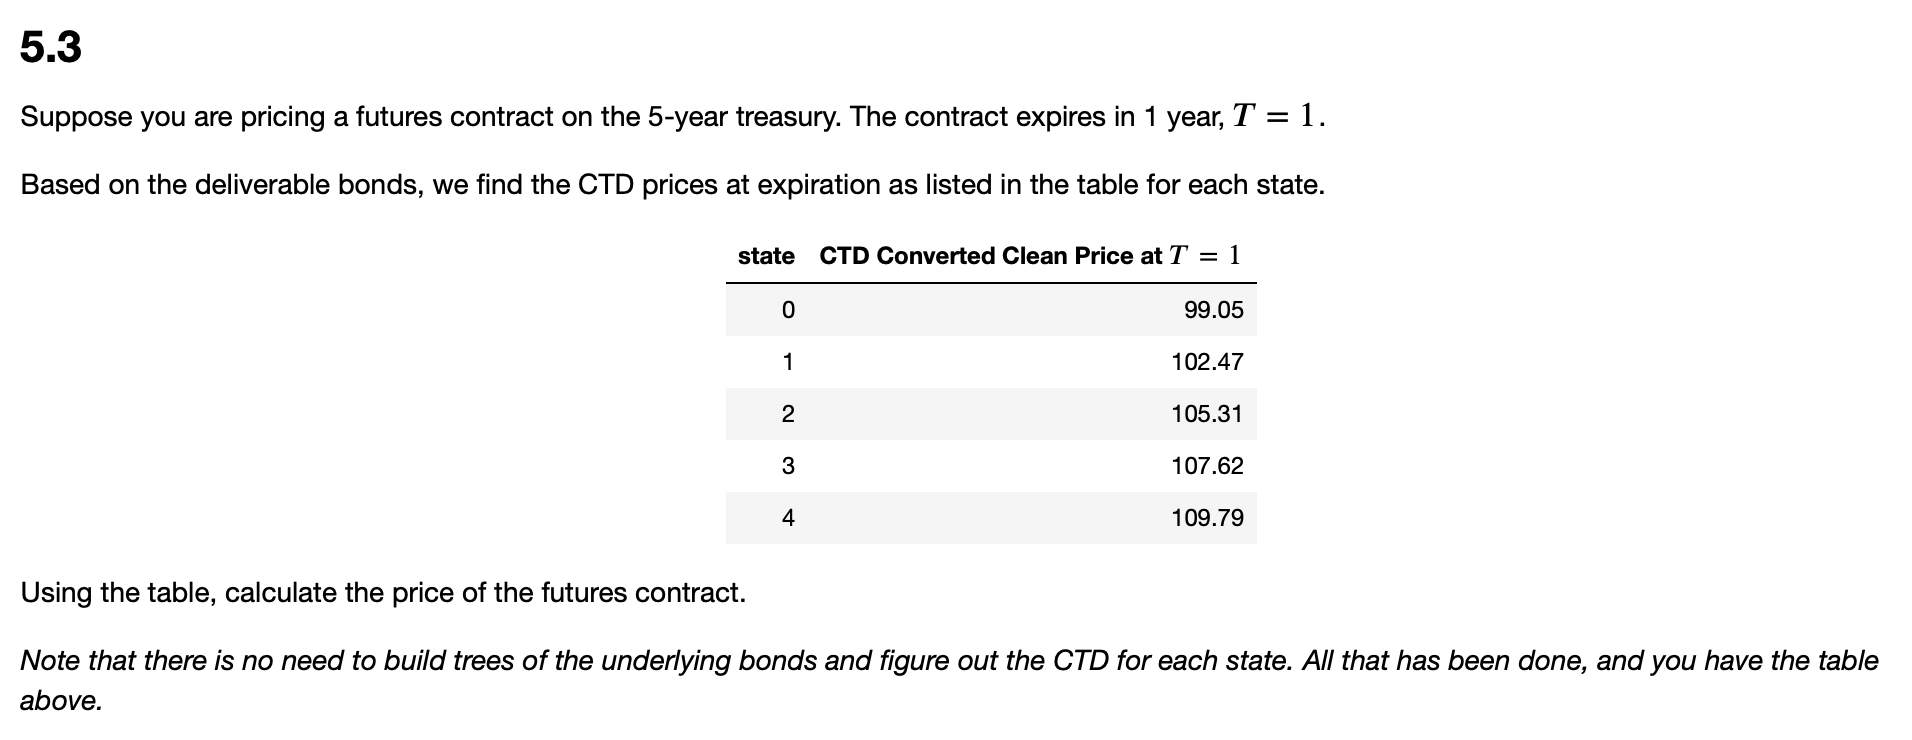 5.3
Suppose you are pricing a futures contract on the 5-year treasury. The contract expires in 1 year, T = 1.
Based on the deliverable bonds, we find the CTD prices at expiration as listed in the table for each state.
state CTD Converted Clean Price at T = 1
0 99.05
1 102.47
2 105.31
3 107.62
4 109.79
Using the table, calculate the price of the futures contract.
Note that there is no need to build trees of the underlying bonds and figure out the CTD for each state. All that has been done, and you have the table
above.